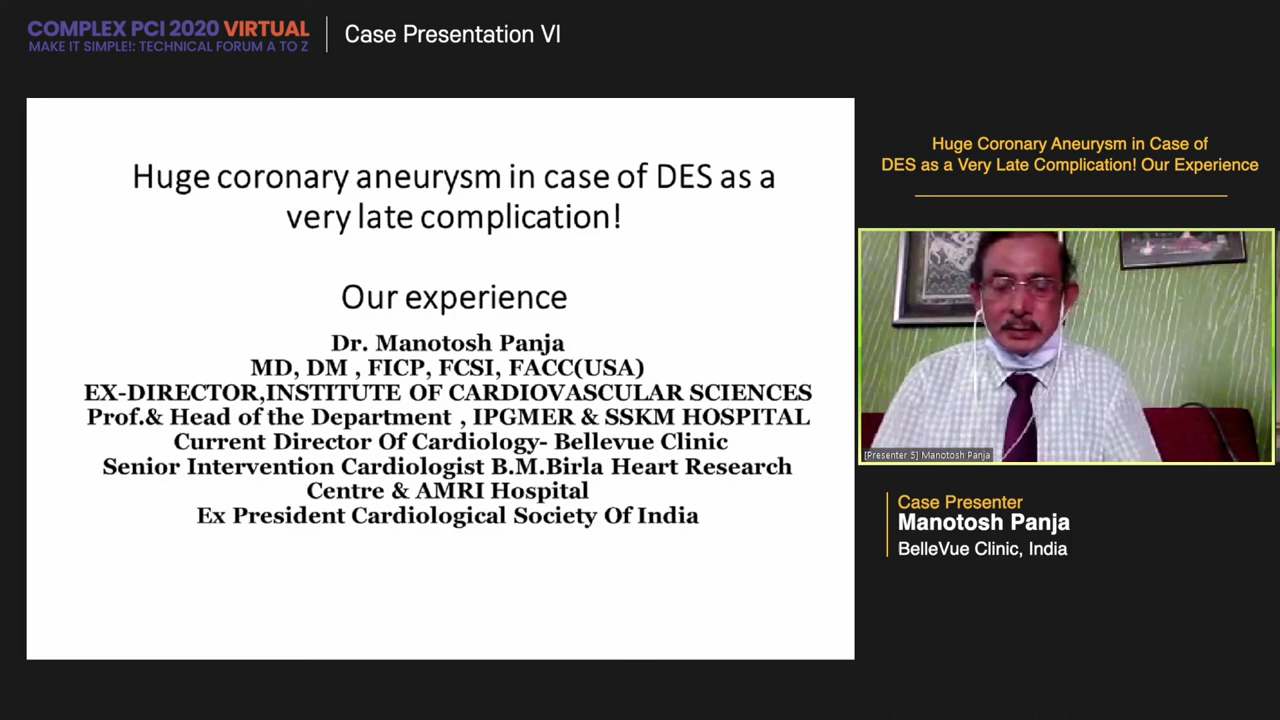 COMPLEX PCI 2020 VIRTUAL
MAKE IT SIMPLE!: TECHNICAL FORUM A TO Z
Case Presentation VI
Huge coronary aneurysm in case of DES as a
very late complication!
Our experience
Dr. Manotosh Panja
MD, DM , FICP, FCSI, FACC(USA)
EX-DIRECTOR,INSTITUTE OF CARDIOVASCULAR SCIENCES
Prof.& Head of the Department , IPGMER & SSKM HOSPITAL
Current Director Of Cardiology- Bellevue Clinic
Senior Intervention Cardiologist B.M.Birla Heart Research
Centre & AMRI Hospital
Ex President Cardiological Society Of India
Huge Coronary Aneurysm in Case of
DES as a Very Late Complication! Our Experience
[Presenter 5] Manotosh Panja
Case Presenter
Manotosh Panja
BelleVue Clinic, India